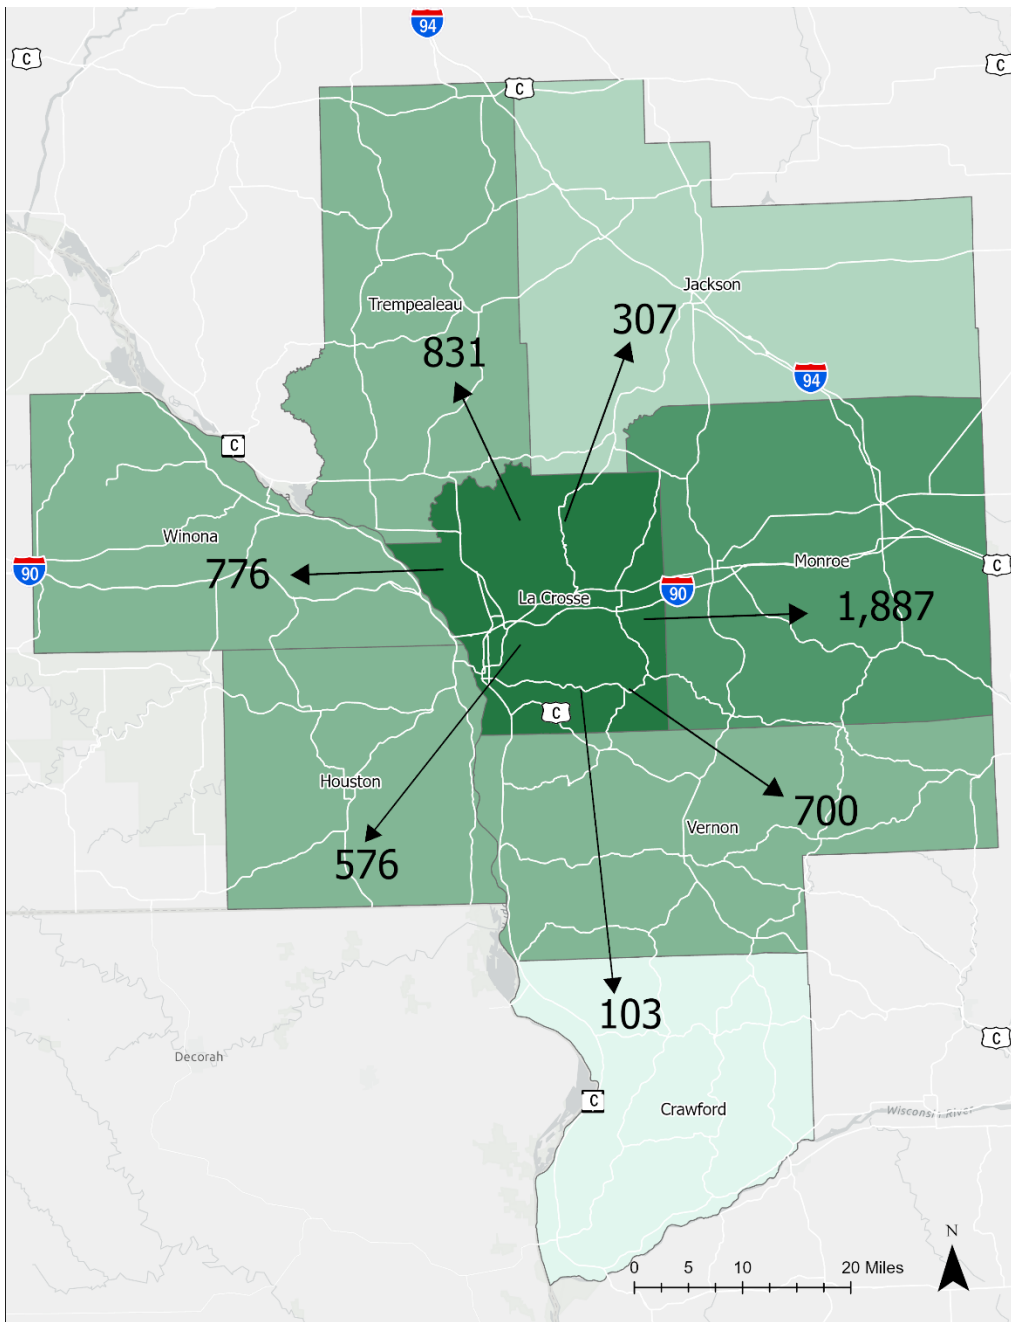 94
C
C
C
Jackson
Trempealeau
307
831
94
C
Winona
776
90
C
Monroe
90
La Crosse
1,887
C
Houston
700
Vernon
576
103
C
Decorah
C
Crawford
Wisconsin River
N
0 5 10 20 Miles